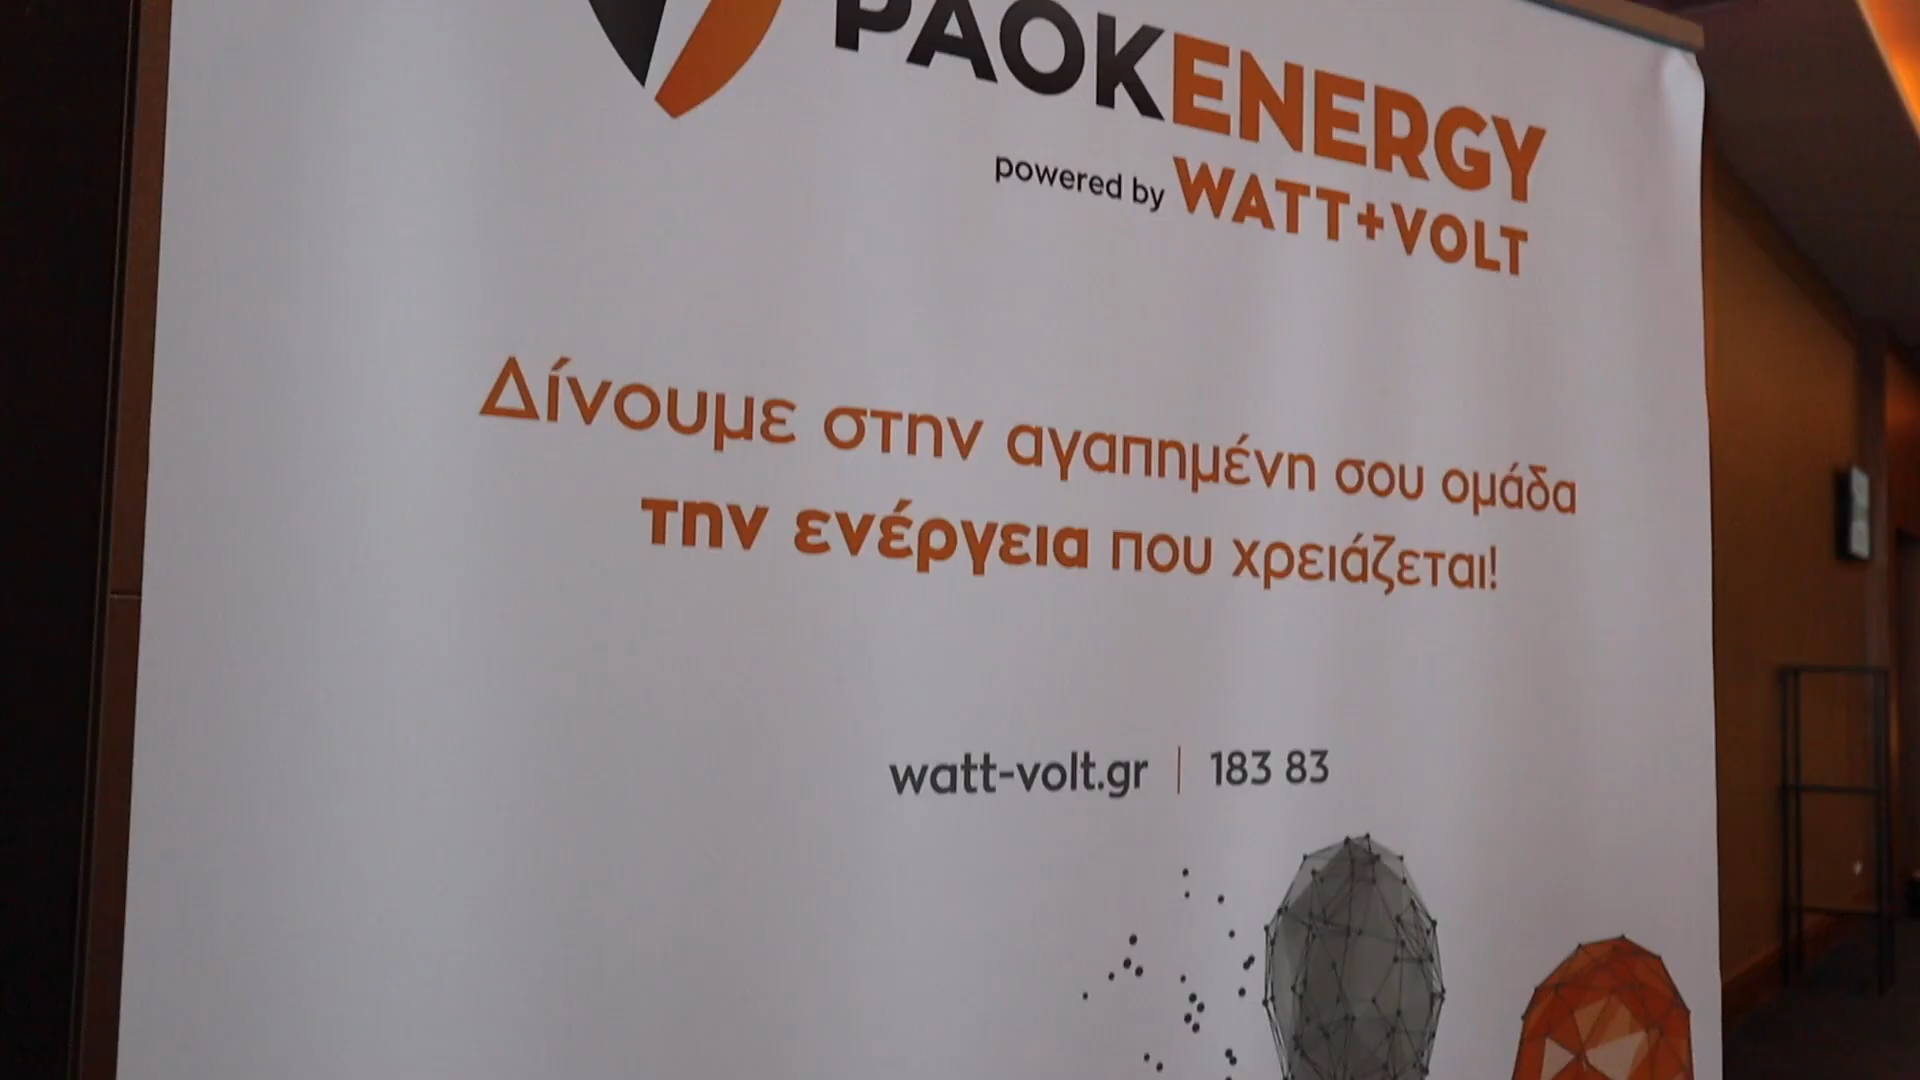 PAOKENERGY
powered by WATT+VOLT
Δίνουμε στην αγαπημένη σου ομάδα
την ενέργεια που χρειάζεται!
watt-volt.gr | 183 83